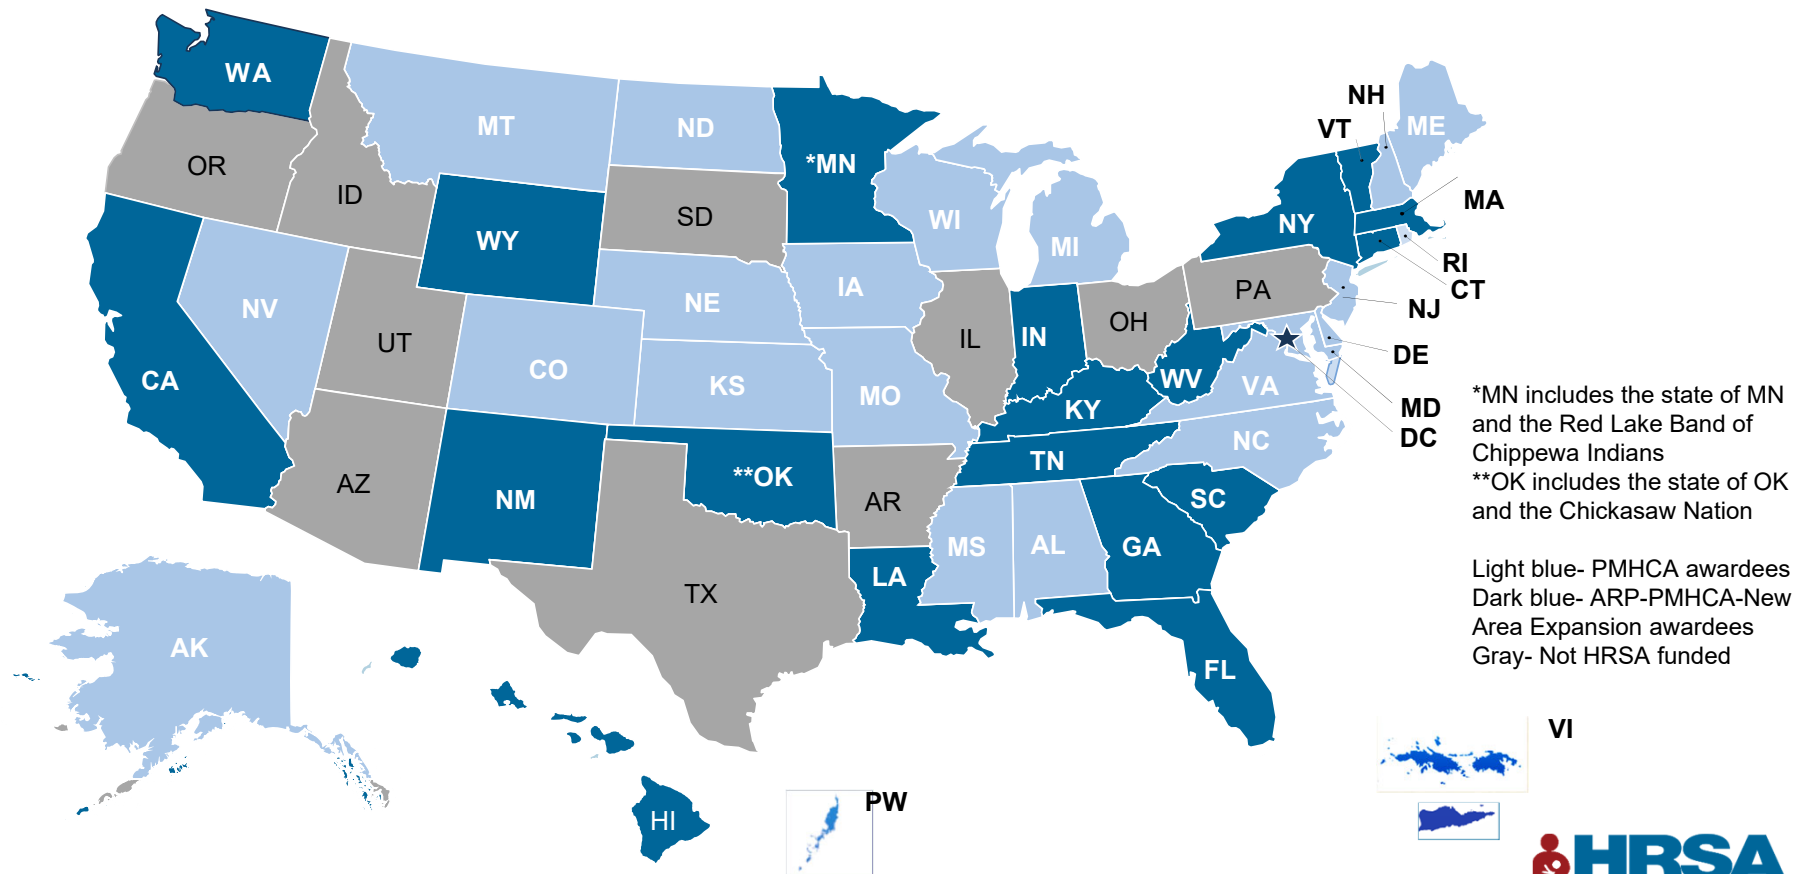 WA
NH
VT
ME
MT
ND
*MN
OR
ID
SD
WI
MI
NY
MA
WY
RI
CT
NV
NE
IA
PA
NJ
UT
CO
IL
IN
OH
DE
CA
KS
MO
WV
VA
MD
DC
KY
NC
*MN includes the state of MN
and the Red Lake Band of
Chippewa Indians
**OK includes the state of OK
and the Chickasaw Nation
AZ
NM
**OK
AR
TN
SC
MS
AL
GA
TX
LA
Light blue- PMHCA awardees
Dark blue- ARP-PMHCA-New
Area Expansion awardees
Gray- Not HRSA funded
AK
FL
HI
PW
VI
HRSA